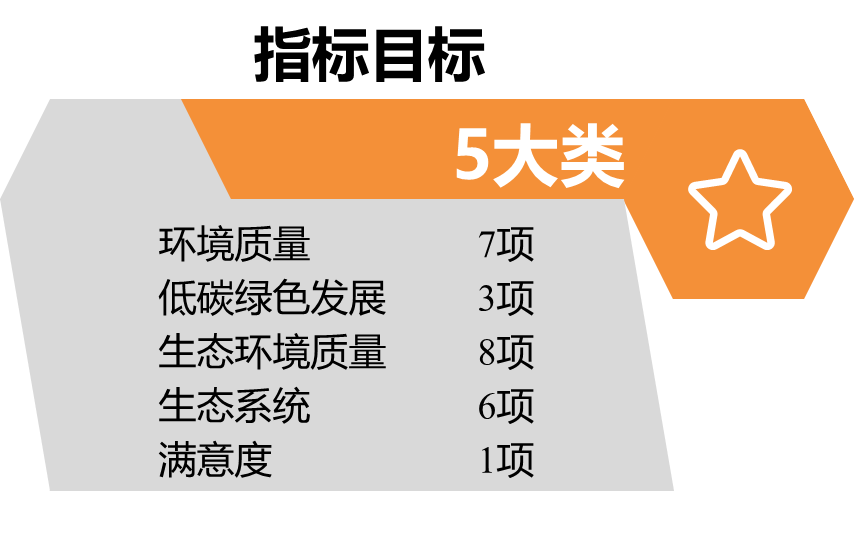 指标目标
5大类
环境质量 7项
低碳绿色发展 3项
生态环境质量 8项
生态系统 6项
满意度 1项